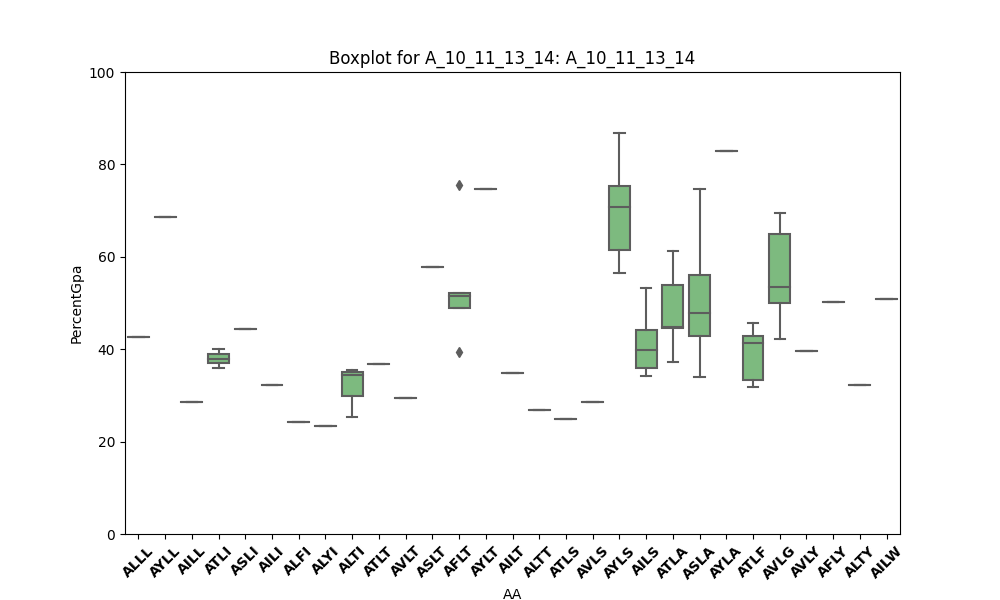 Boxplot for A_10_11_13_14: A_10_11_13_14
PercentGpa
100
80
60
40
20
0
ALLL AYLL AILL ATLI ASLI AILI ALFI ALYI ALTI ATLT AVLT ASLT AFLT AYLT AILT ALTT ATLS AVLS AYLS AILS ATLA ASLA AYLA ATLF AVLG AVLY AFLY ALTY AILW
AA